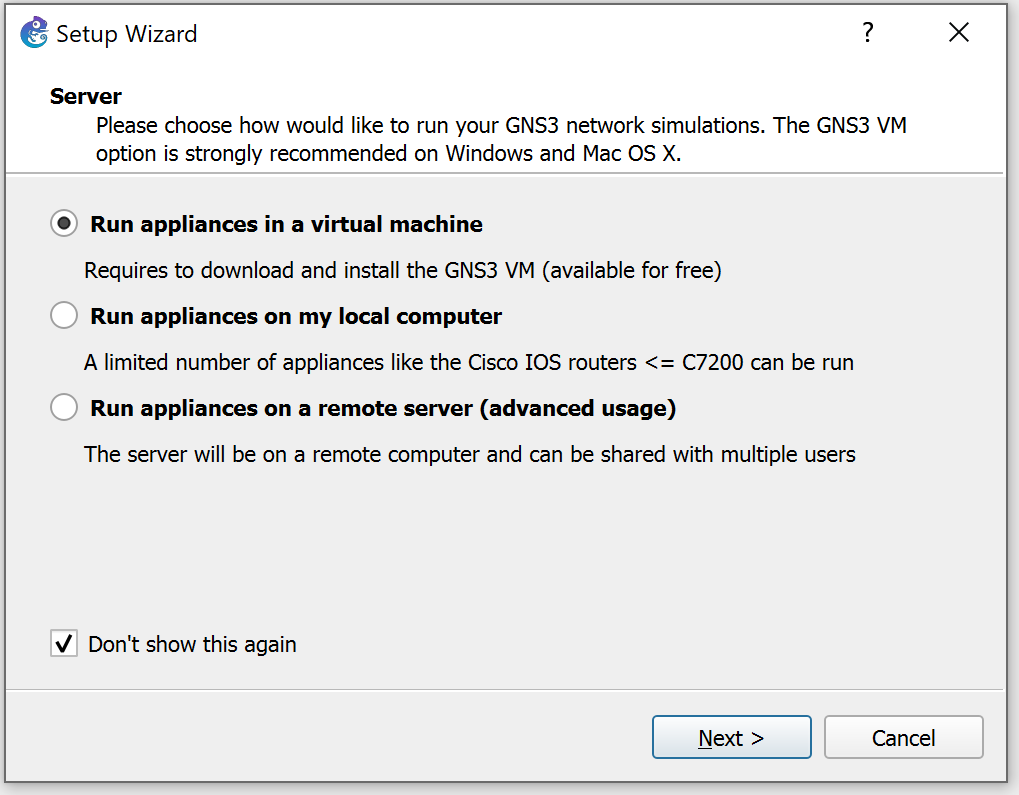 Setup Wizard
?
Server
Please choose how would like to run your GNS3 network simulations. The GNS3 VM
option is strongly recommended on Windows and Mac OS X.
Run appliances in a virtual machine
Requires to download and install the GNS3 VM (available for free)
Run appliances on my local computer
A limited number of appliances like the Cisco IOS routers <= C7200 can be run
Run appliances on a remote server (advanced usage)
The server will be on a remote computer and can be shared with multiple users
Don't show this again
Next >
Cancel